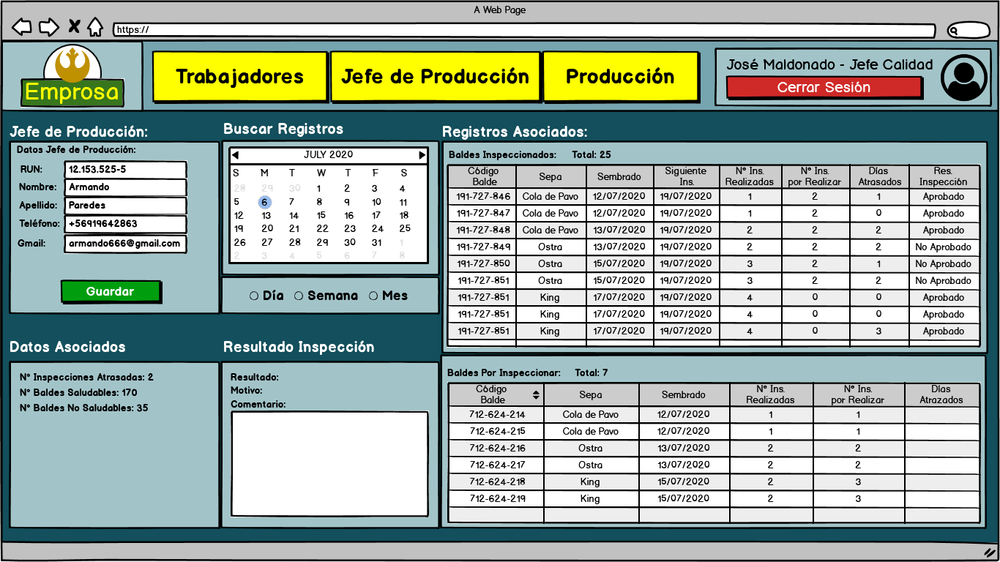 A Web Page
https://
Emprosa
Trabajadores
Jefe de Producción
Producción
José Maldonado - Jefe Calidad
Cerrar Sesión
Jefe de Producción:
Datos Jefe de Producción:
RUN: 12.153.525-5
Nombre: Armando
Apellido: Paredes
Teléfono: +56919642863
Gmail: armando666@gmail.com
Guardar
Buscar Registros
JULY 2020
S M T W T F S
28 29 30 1 2 3 4
5 6 7 8 9 10 11
12 13 14 15 16 17 18
19 20 21 22 23 24 25
26 27 28 29 30 31 1
2 3 4 5 6 7 8
Día Semana Mes
Registros Asociados:
Baldes Inspeccionados: Total: 25
Código Balde Sepa Sembrado Siguiente Ins. N° Ins. Realizadas N° Ins. por Realizar Días Atrasados Res. Inspección
191-727-846 Cola de Pavo 12/07/2020 19/07/2020 1 2 1 Aprobado
191-727-847 Cola de Pavo 12/07/2020 19/07/2020 1 2 0 Aprobado
191-727-848 Cola de Pavo 13/07/2020 19/07/2020 2 2 2 Aprobado
191-727-849 Ostra 13/07/2020 19/07/2020 2 2 2 No Aprobado
191-727-850 Ostra 15/07/2020 19/07/2020 3 2 1 No Aprobado
191-727-851 Ostra 15/07/2020 19/07/2020 3 2 2 No Aprobado
191-727-851 King 17/07/2020 19/07/2020 4 0 0 Aprobado
191-727-851 King 17/07/2020 19/07/2020 4 0 0 Aprobado
191-727-851 King 17/07/2020 19/07/2020 4 0 3 Aprobado
Datos Asociados
N° Inspecciones Atrasadas: 2
N° Baldes Saludables: 170
N° Baldes No Saludables: 35
Resultado Inspección
Resultado:
Motivo:
Comentario:
Baldes Por Inspeccionar: Total: 7
Código Balde Sepa Sembrado N° Ins. Realizadas N° Ins. por Realizar Días Atrazados
712-624-214 Cola de Pavo 12/07/2020 1 1
712-624-215 Cola de Pavo 12/07/2020 1 1
712-624-216 Ostra 13/07/2020 2 2
712-624-217 Ostra 13/07/2020 2 2
712-624-218 King 15/07/2020 2 3
712-624-219 King 15/07/2020 2 3